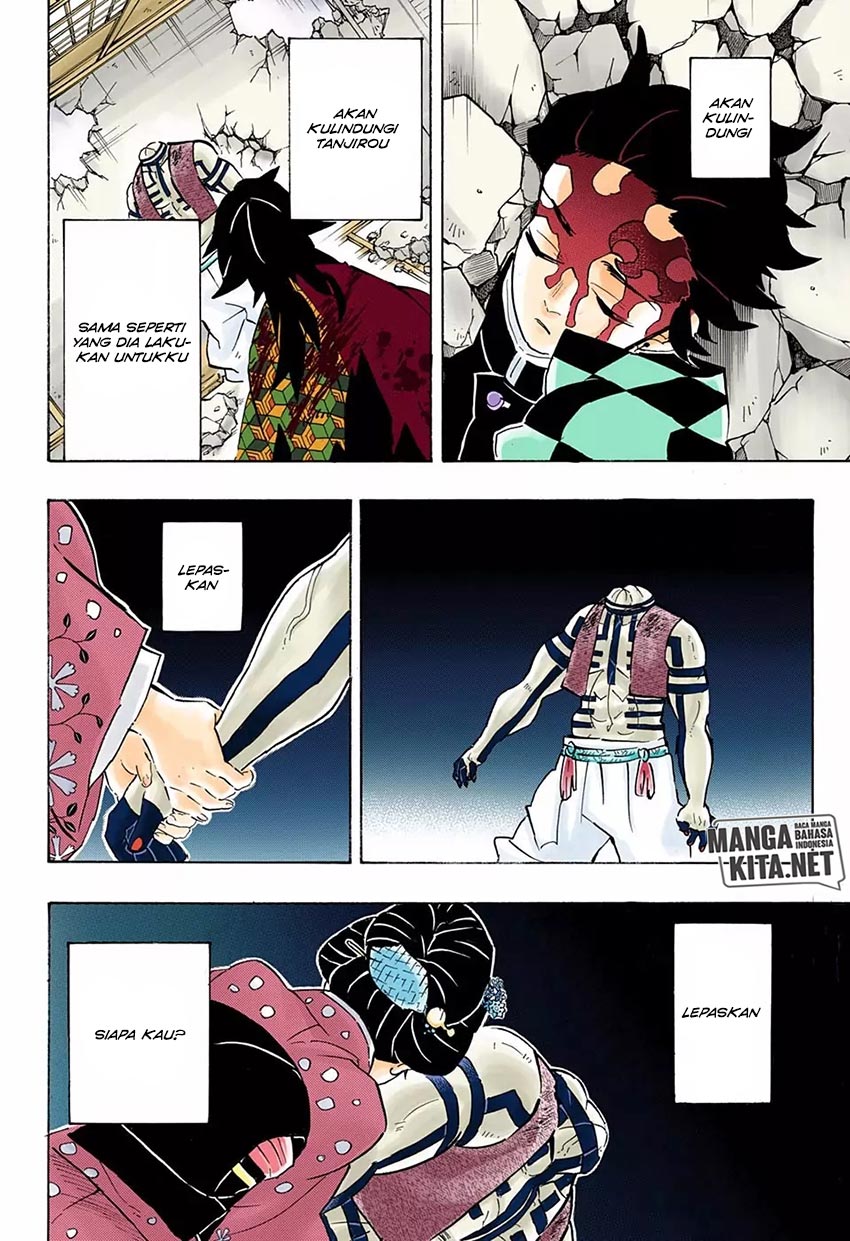 AKAN
KULIN-
DUNGI
AKAN
KULINDUNGI
TANJIROU
SAMA SEPERTI
YANG DIA LAKU-
KAN UNTUKKU
LEPAS-
KAN
MANGA
KITA.NET
BACA MANGA
BAHASA
INDONESIA
LEPASKAN
SIAPA KAU?